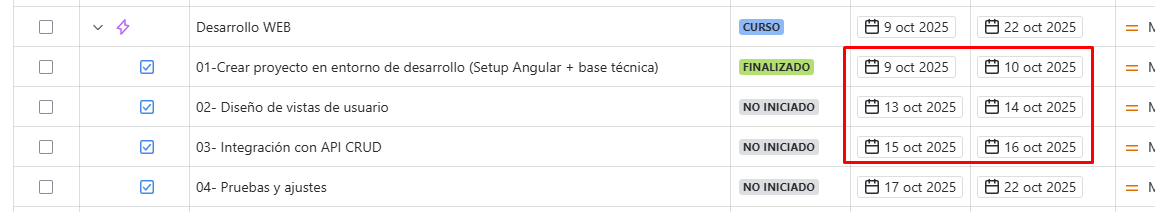 Desarrollo WEB CURSO 9 oct 2025 22 oct 2025
01-Crear proyecto en entorno de desarrollo (Setup Angular + base técnica) FINALIZADO 9 oct 2025 10 oct 2025
02- Diseño de vistas de usuario NO INICIADO 13 oct 2025 14 oct 2025
03- Integración con API CRUD NO INICIADO 15 oct 2025 16 oct 2025
04- Pruebas y ajustes NO INICIADO 17 oct 2025 22 oct 2025